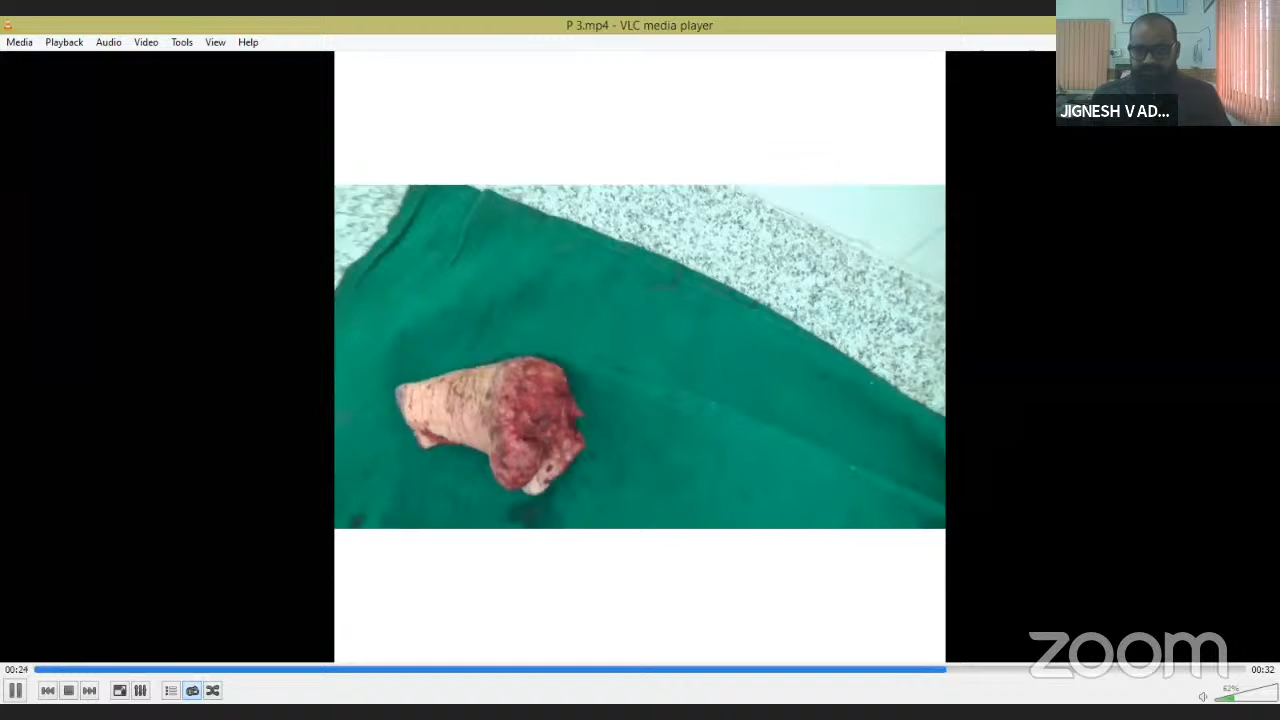 P 3.mp4 - VLC media player
Media Playback Audio Video Tools View Help
JIGNESH V AD...
zoom
00:24
00:32
62%